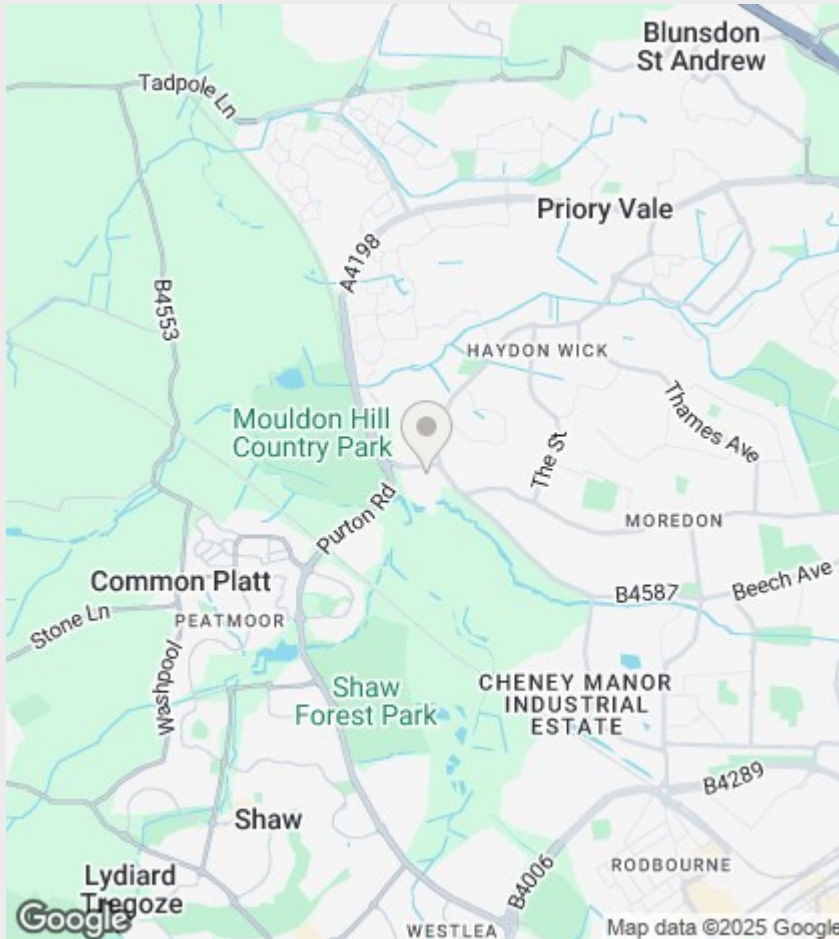 Blunsdon
St Andrew
Tadpole Ln
Priory Vale
A4198
B4553
HAYDON WICK
Thames Ave
Mouldon Hill
Country Park
The St
Purton Rd
MOREDON
Common Platt
B4587
Beech Ave
Stone Ln
PEATMOOR
Washpool
CHENEY MANOR
INDUSTRIAL
ESTATE
Shaw
Forest Park
B4289
Shaw
RODBOURNE
Lydiard
Tregoze
B4006
Google
WESTLEA
Map data ©2025 Google